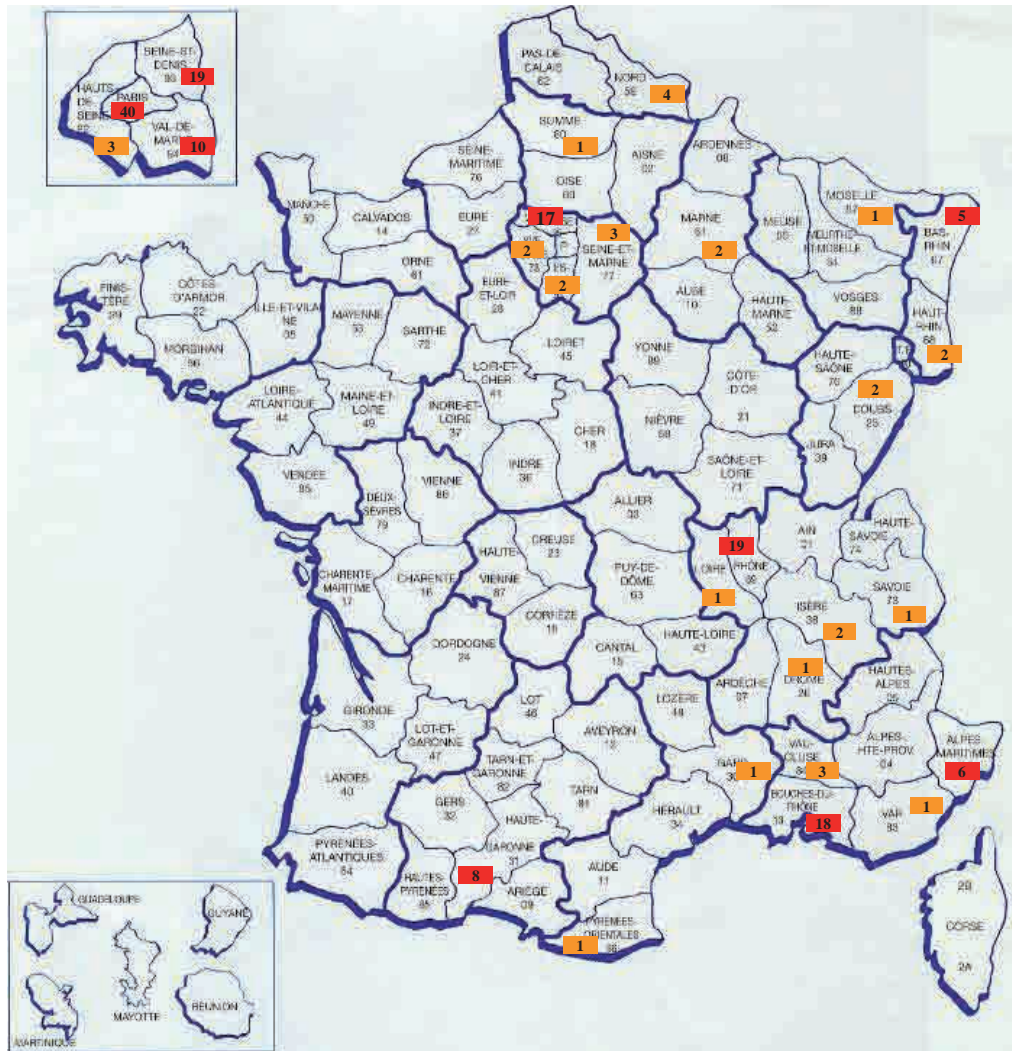 SEINE-ST-
DENIS
93
19
HAUTS-
DE-
SEINE
92
PARIS
40
VAL-DE-
MARNE
94
3
10
PAS-DE-
CALAIS
62
NORD
59
4
SOMME
80
1
SEINE-
MARITIME
76
AISNE
02
ARDENNES
08
OISE
60
MANCHE
50
CALVADOS
14
EURE
27
17
MOSELLE
57
1
5
BAS-
RHIN
67
MARNE
51
2
MEUSE
55
MEURTHE-
ET-MOSELLE
54
2
78
3
SEINE-ET-
MARNE
77
ORNE
61
EURE-
ET-LOIR
28
2
AUBE
10
HAUTE-
MARNE
52
VOSGES
88
HAUT-
RHIN
68
2
FINIS-
TÈRE
29
CÔTES-
D'ARMOR
22
ILLE-ET-VILAI
NE
35
MORBIHAN
56
MAYENNE
53
SARTHE
72
LOIRET
45
YONNE
89
HAUTE-
SAÔNE
70
LOIR-ET-
CHER
41
CÔTE-
D'OR
21
2
DOUBS
25
LOIRE-
ATLANTIQUE
44
MAINE-ET-
LOIRE
49
INDRE-ET-
LOIRE
37
CHER
18
NIÈVRE
58
JURA
39
VENDÉE
85
DEUX-
SÈVRES
79
VIENNE
86
INDRE
36
SAÔNE-ET-
LOIRE
71
ALLIER
03
AIN
01
HAUTE-
SAVOIE
74
CREUSE
23
HAUTE-
VIENNE
87
PUY-DE-
DÔME
63
19
LOIRE
RHÔNE
69
1
SAVOIE
73
1
CHARENTE-
MARITIME
17
CHARENTE
16
CORRÈZE
19
ISÈRE
38
2
DORDOGNE
24
CANTAL
15
HAUTE-LOIRE
43
1
DRÔME
26
ARDÈCHE
07
HAUTES-
ALPES
05
GIRONDE
33
LOT
46
LOZÈRE
48
LOT-ET-
GARONNE
47
AVEYRON
12
ALPES-
HTE-PROV.
04
ALPES-
MARITIMES
6
VAU-
CLUSE
84
3
GARD
30
1
LANDES
40
TARN-ET-
GARONNE
82
TARN
81
GERS
32
HAUTE-
GARONNE
31
HÉRAULT
34
BOUCHES-DU-
RHÔNE
13
18
VAR
83
1
PYRÉNÉES-
ATLANTIQUES
64
HAUTES-
PYRÉNÉES
65
8
ARIÈGE
09
AUDE
11
PYRÉNÉES-
ORIENTALES
66
1
2B
CORSE
2A
GUADELOUPE
GUYANE
MARTINIQUE
MAYOTTE
RÉUNION